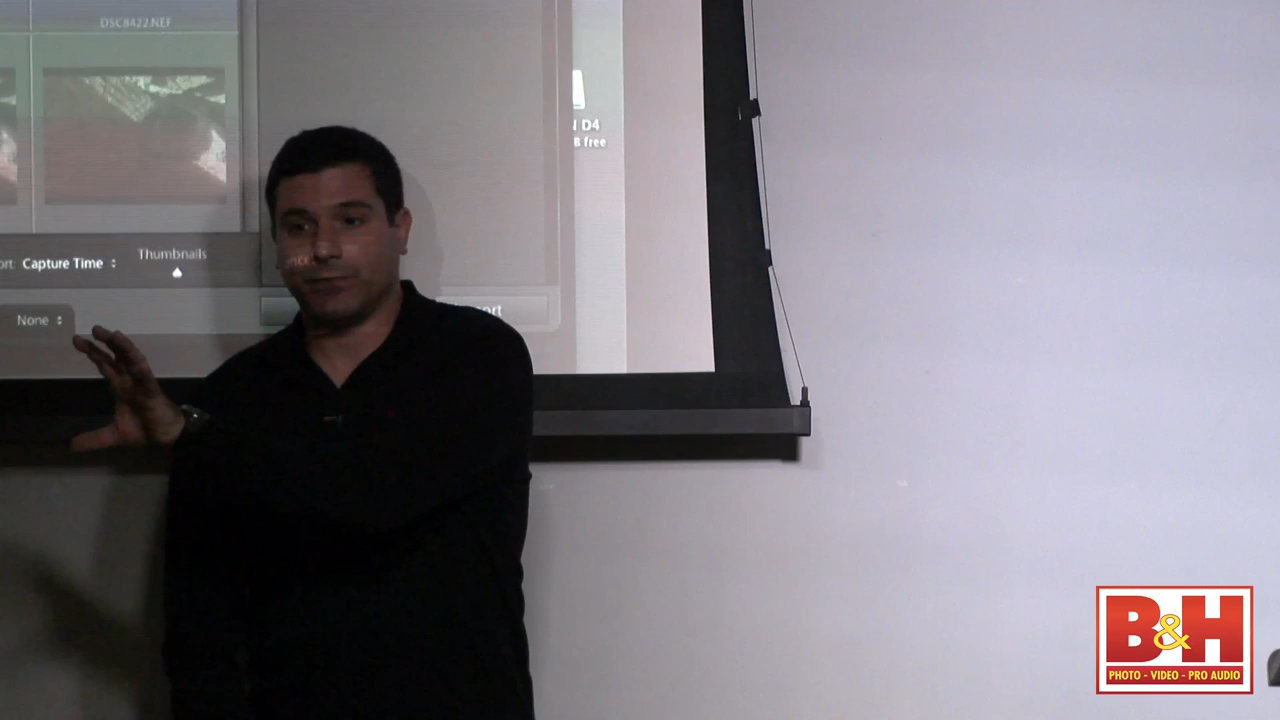 DSC8422.NEF
D4
B free
Thumbnails
Capture Time
None
B&H
PHOTO - VIDEO - PRO AUDIO